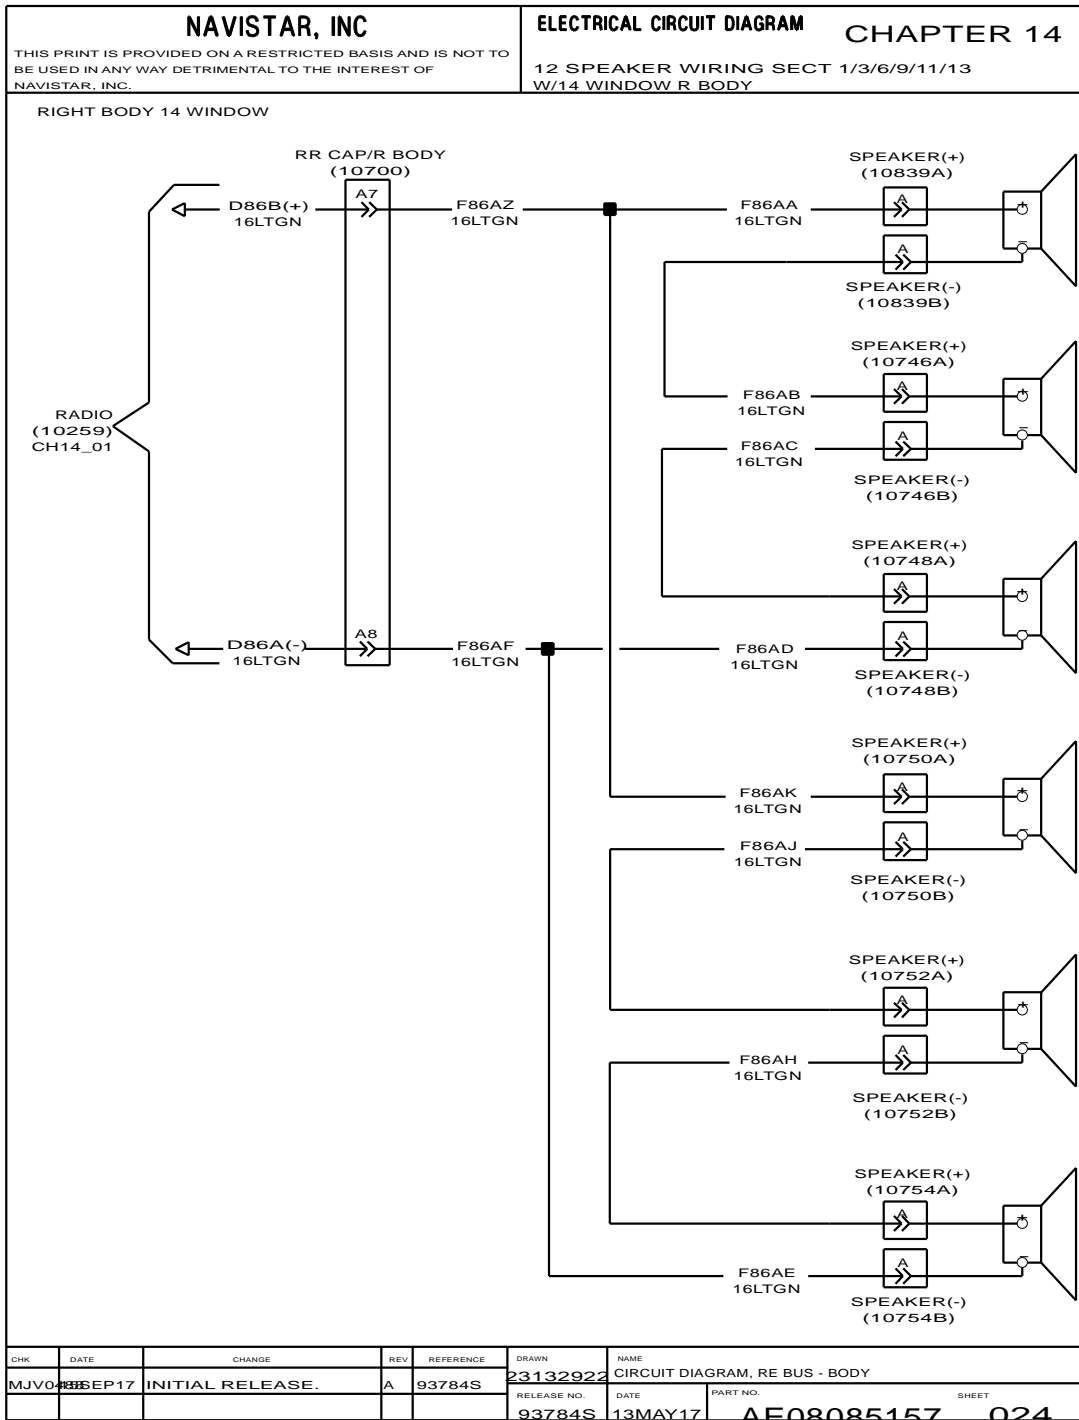 NAVISTAR, INC
THIS PRINT IS PROVIDED ON A RESTRICTED BASIS AND IS NOT TO
BE USED IN ANY WAY DETRIMENTAL TO THE INTEREST OF
NAVISTAR, INC.
ELECTRICAL CIRCUIT DIAGRAM
CHAPTER 14
12 SPEAKER WIRING SECT 1/3/6/9/11/13
W/14 WINDOW R BODY
RIGHT BODY 14 WINDOW
RR CAP/R BODY
(10700)
SPEAKER(+)
(10839A)
D86B(+)
16LTGN
A7
F86AZ
16LTGN
F86AA
16LTGN
A
+
A
-
SPEAKER(-)
(10839B)
SPEAKER(+)
(10746A)
F86AB
16LTGN
A
+
RADIO
(10259)
CH14_01
F86AC
16LTGN
A
-
SPEAKER(-)
(10746B)
SPEAKER(+)
(10748A)
A
+
D86A(-)
16LTGN
A8
F86AF
16LTGN
F86AD
16LTGN
A
-
SPEAKER(-)
(10748B)
SPEAKER(+)
(10750A)
F86AK
16LTGN
A
+
F86AJ
16LTGN
A
-
SPEAKER(-)
(10750B)
SPEAKER(+)
(10752A)
A
+
F86AH
16LTGN
A
-
SPEAKER(-)
(10752B)
SPEAKER(+)
(10754A)
A
+
F86AE
16LTGN
A
-
SPEAKER(-)
(10754B)
CHK DATE CHANGE REV REFERENCE
INITIAL RELEASE. A 93784S
DRAWN
23132922
NAME
CIRCUIT DIAGRAM, RE BUS - BODY
RELEASE NO.
93784S
DATE
13MAY17
PART NO.
AE08085157
SHEET
024